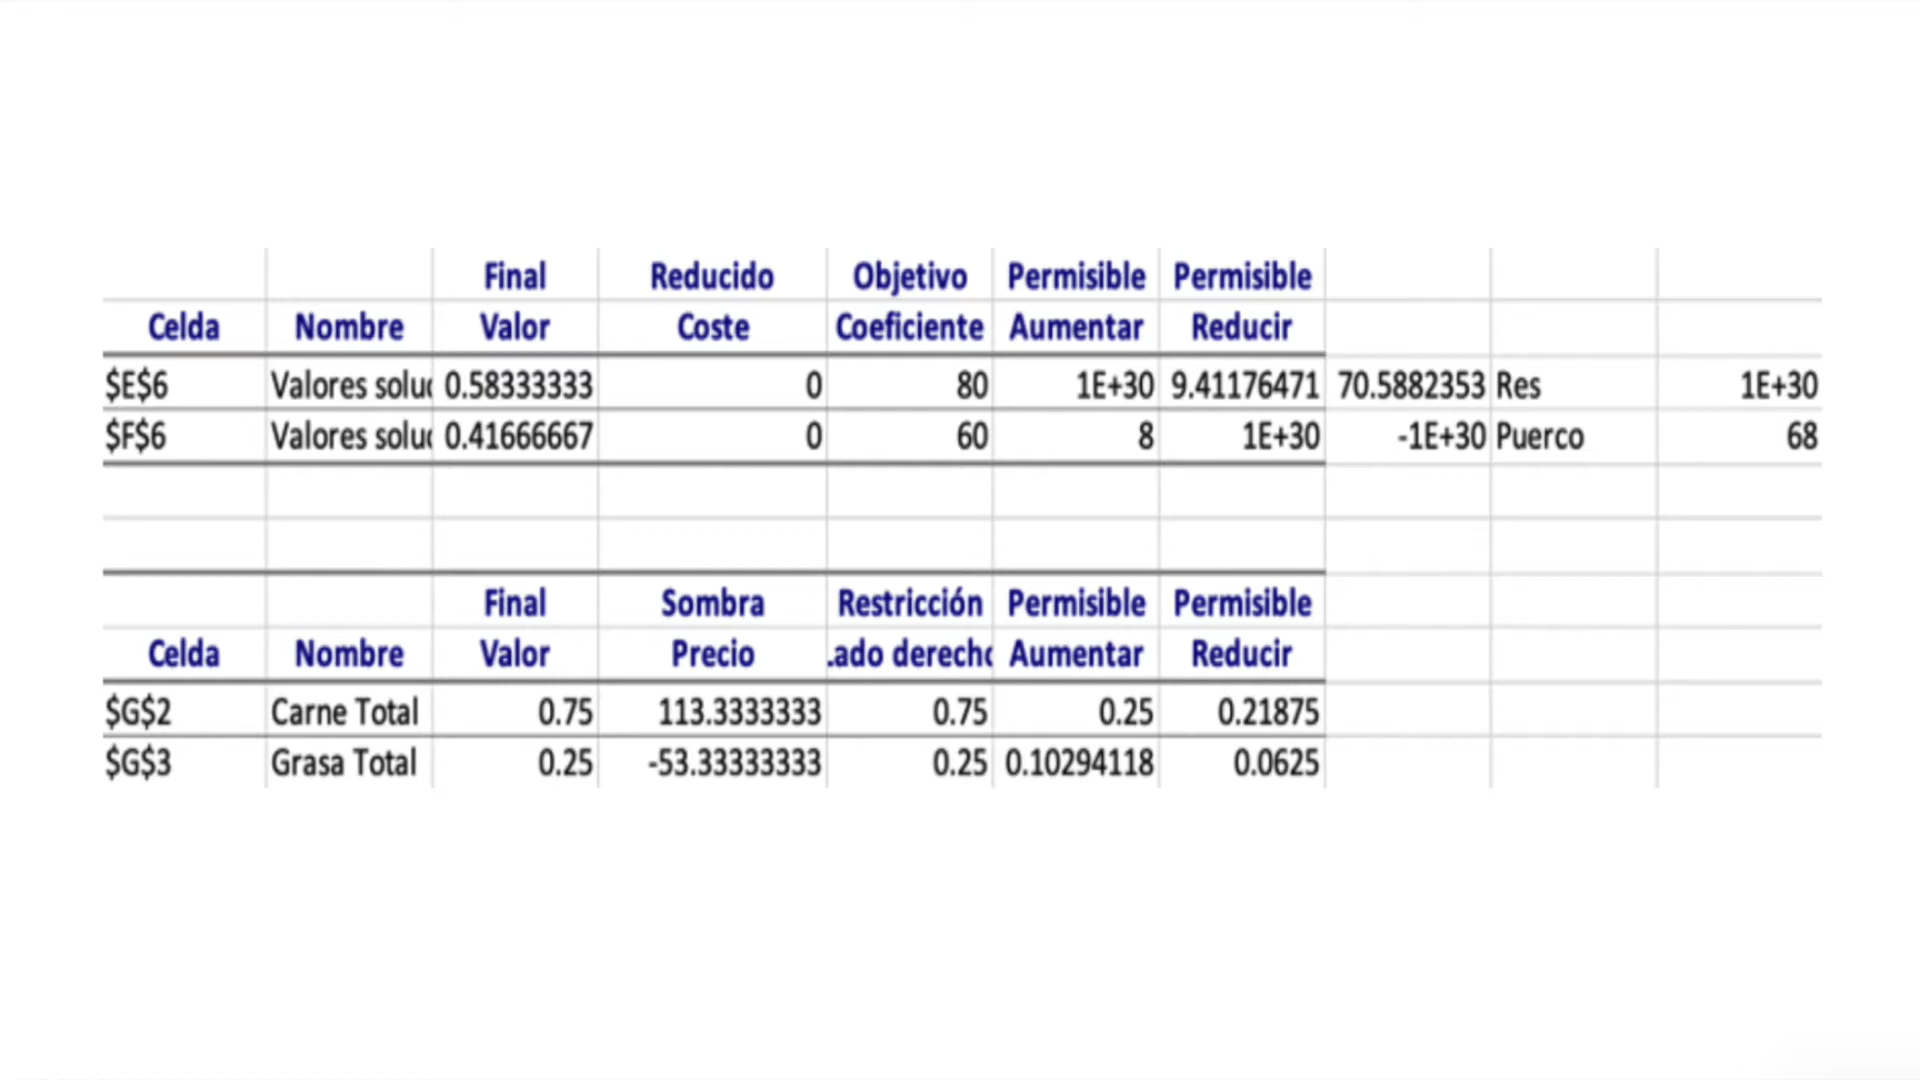 Final Reducido Objetivo Permisible Permisible
Celda Nombre Valor Coste Coeficiente Aumentar Reducir
$E$6 Valores soluc 0.58333333 0 80 1E+30 9.41176471 70.5882353 Res 1E+30
$F$6 Valores soluc 0.41666667 0 60 8 1E+30 -1E+30 Puerco 68
Final Sombra Restricción Permisible Permisible
Celda Nombre Valor Precio Lado derecho Aumentar Reducir
$G$2 Carne Total 0.75 113.3333333 0.75 0.25 0.21875
$G$3 Grasa Total 0.25 -53.33333333 0.25 0.10294118 0.0625